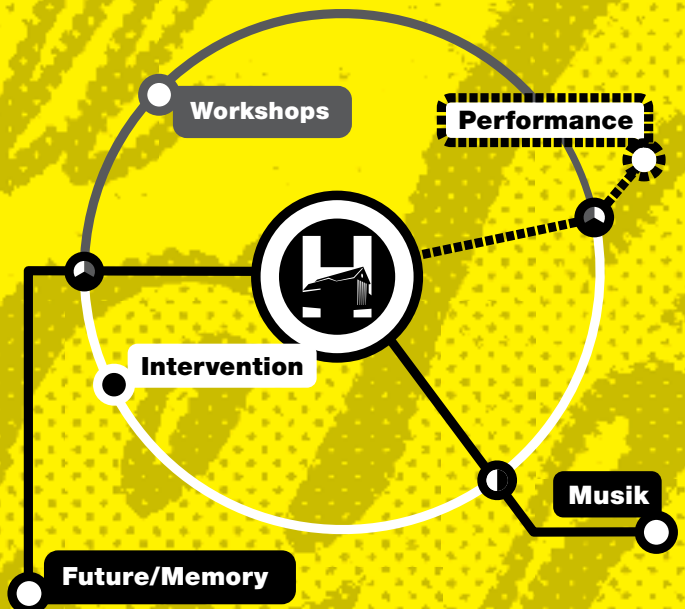 Workshops
Performance
H
Intervention
Musik
Future/Memory